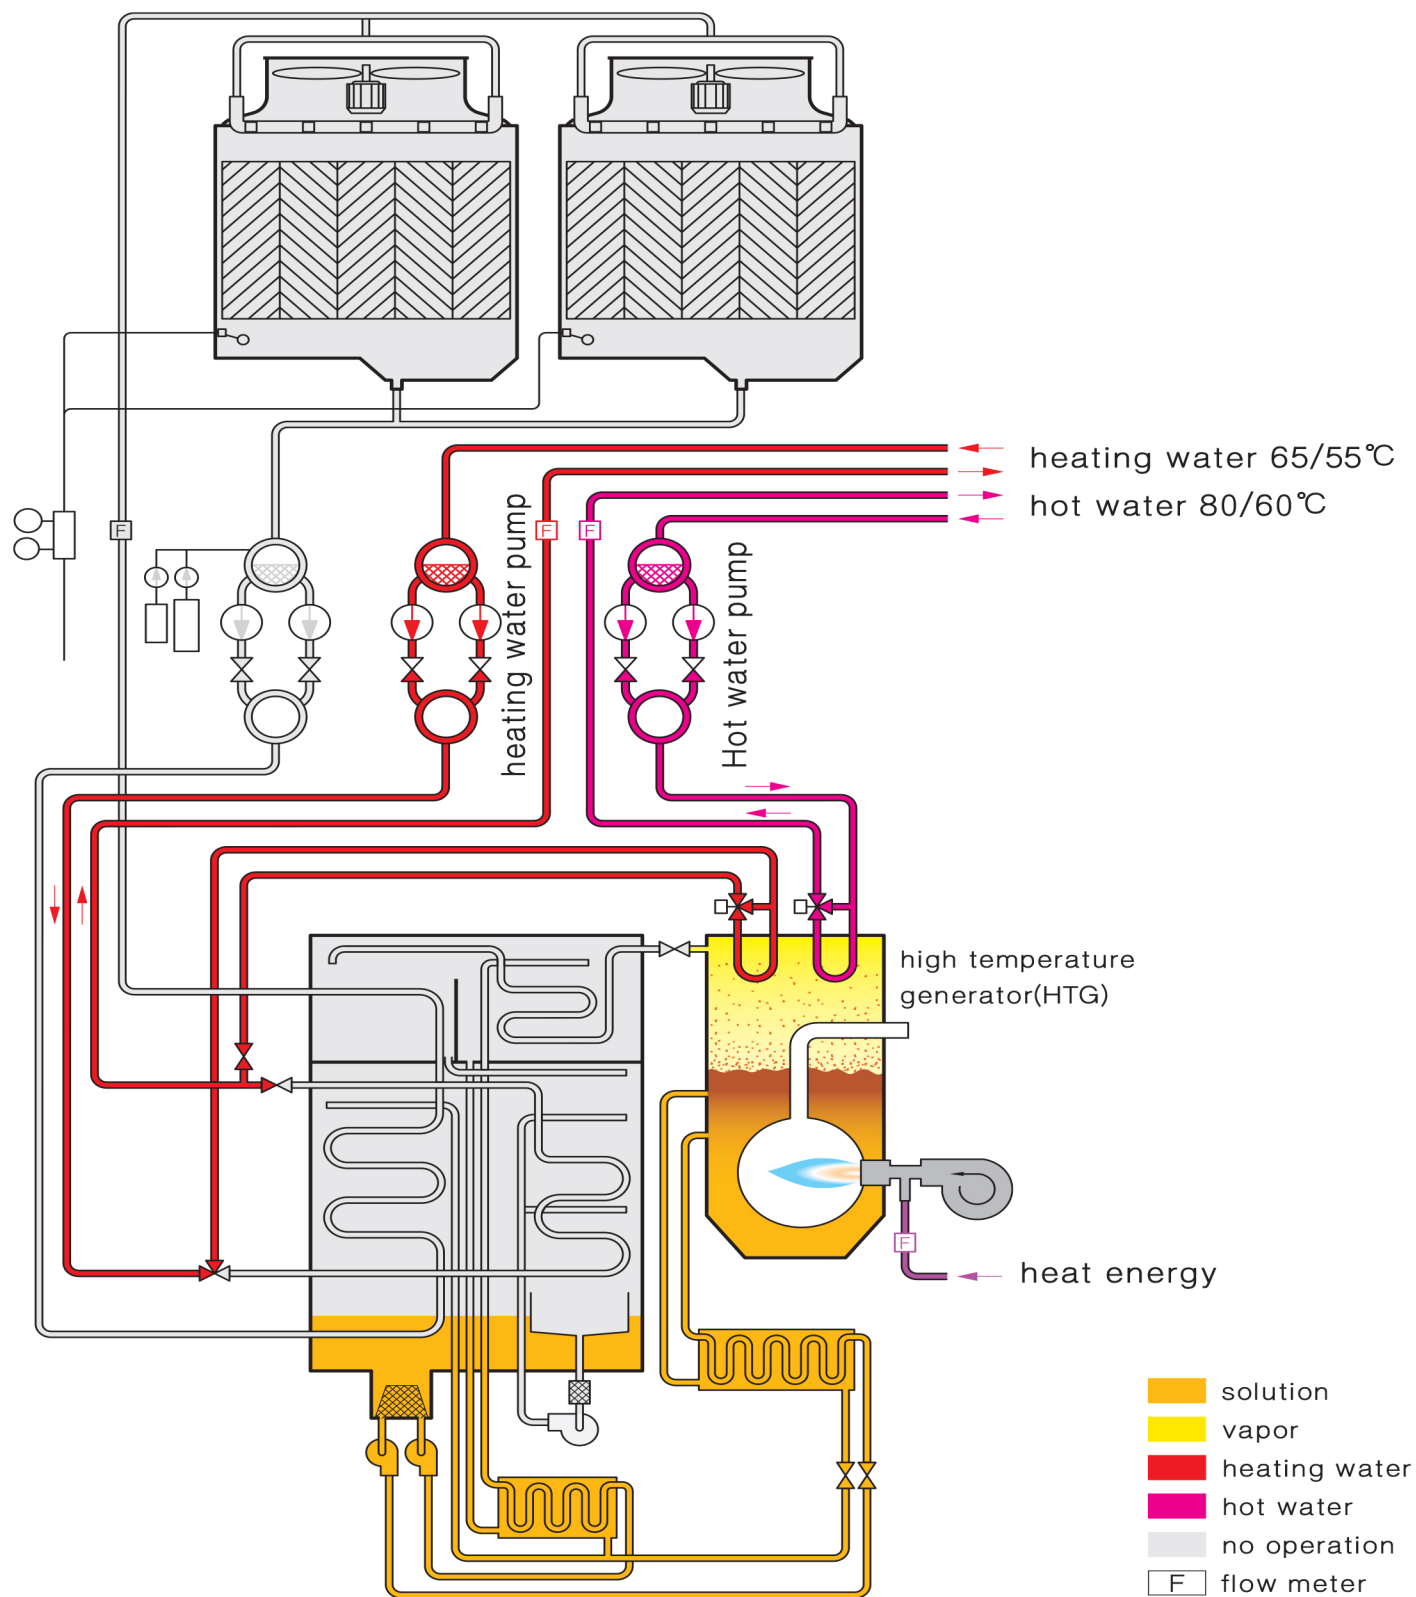 heating water 65/55℃
hot water 80/60℃
F
F
F
heating water pump
Hot water pump
high temperature
generator(HTG)
F
heat energy
solution
vapor
heating water
hot water
no operation
F flow meter